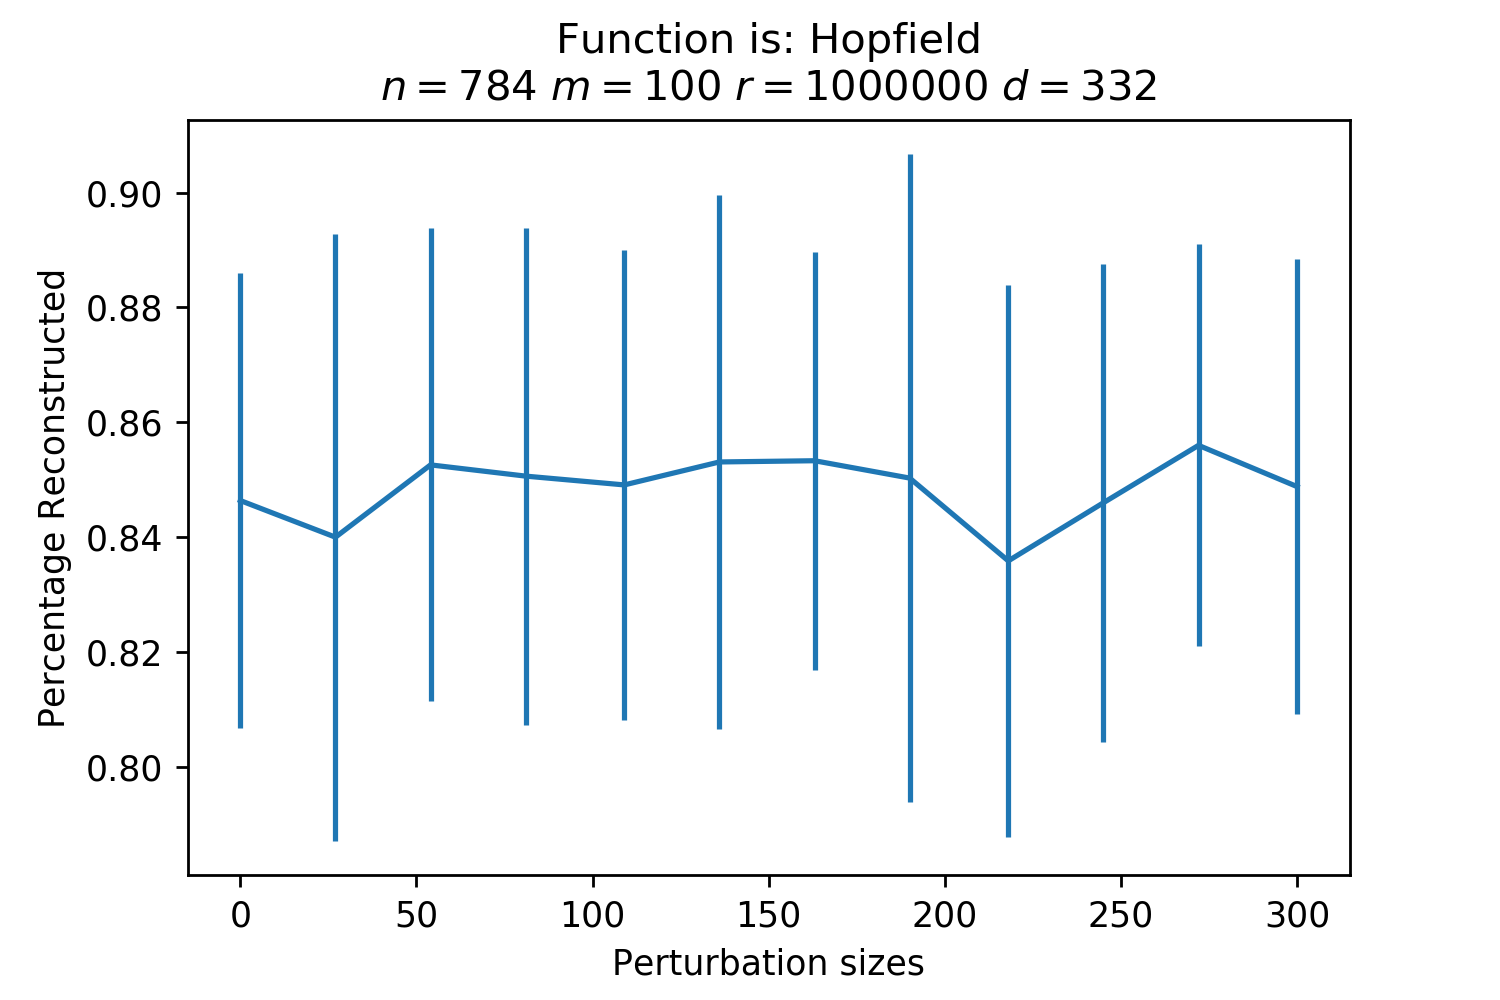 Function is: Hopfield
n = 784 m = 100 r = 1000000 d = 332
Percentage Reconstructed
0.90
0.88
0.86
0.84
0.82
0.80
0 50 100 150 200 250 300
Perturbation sizes